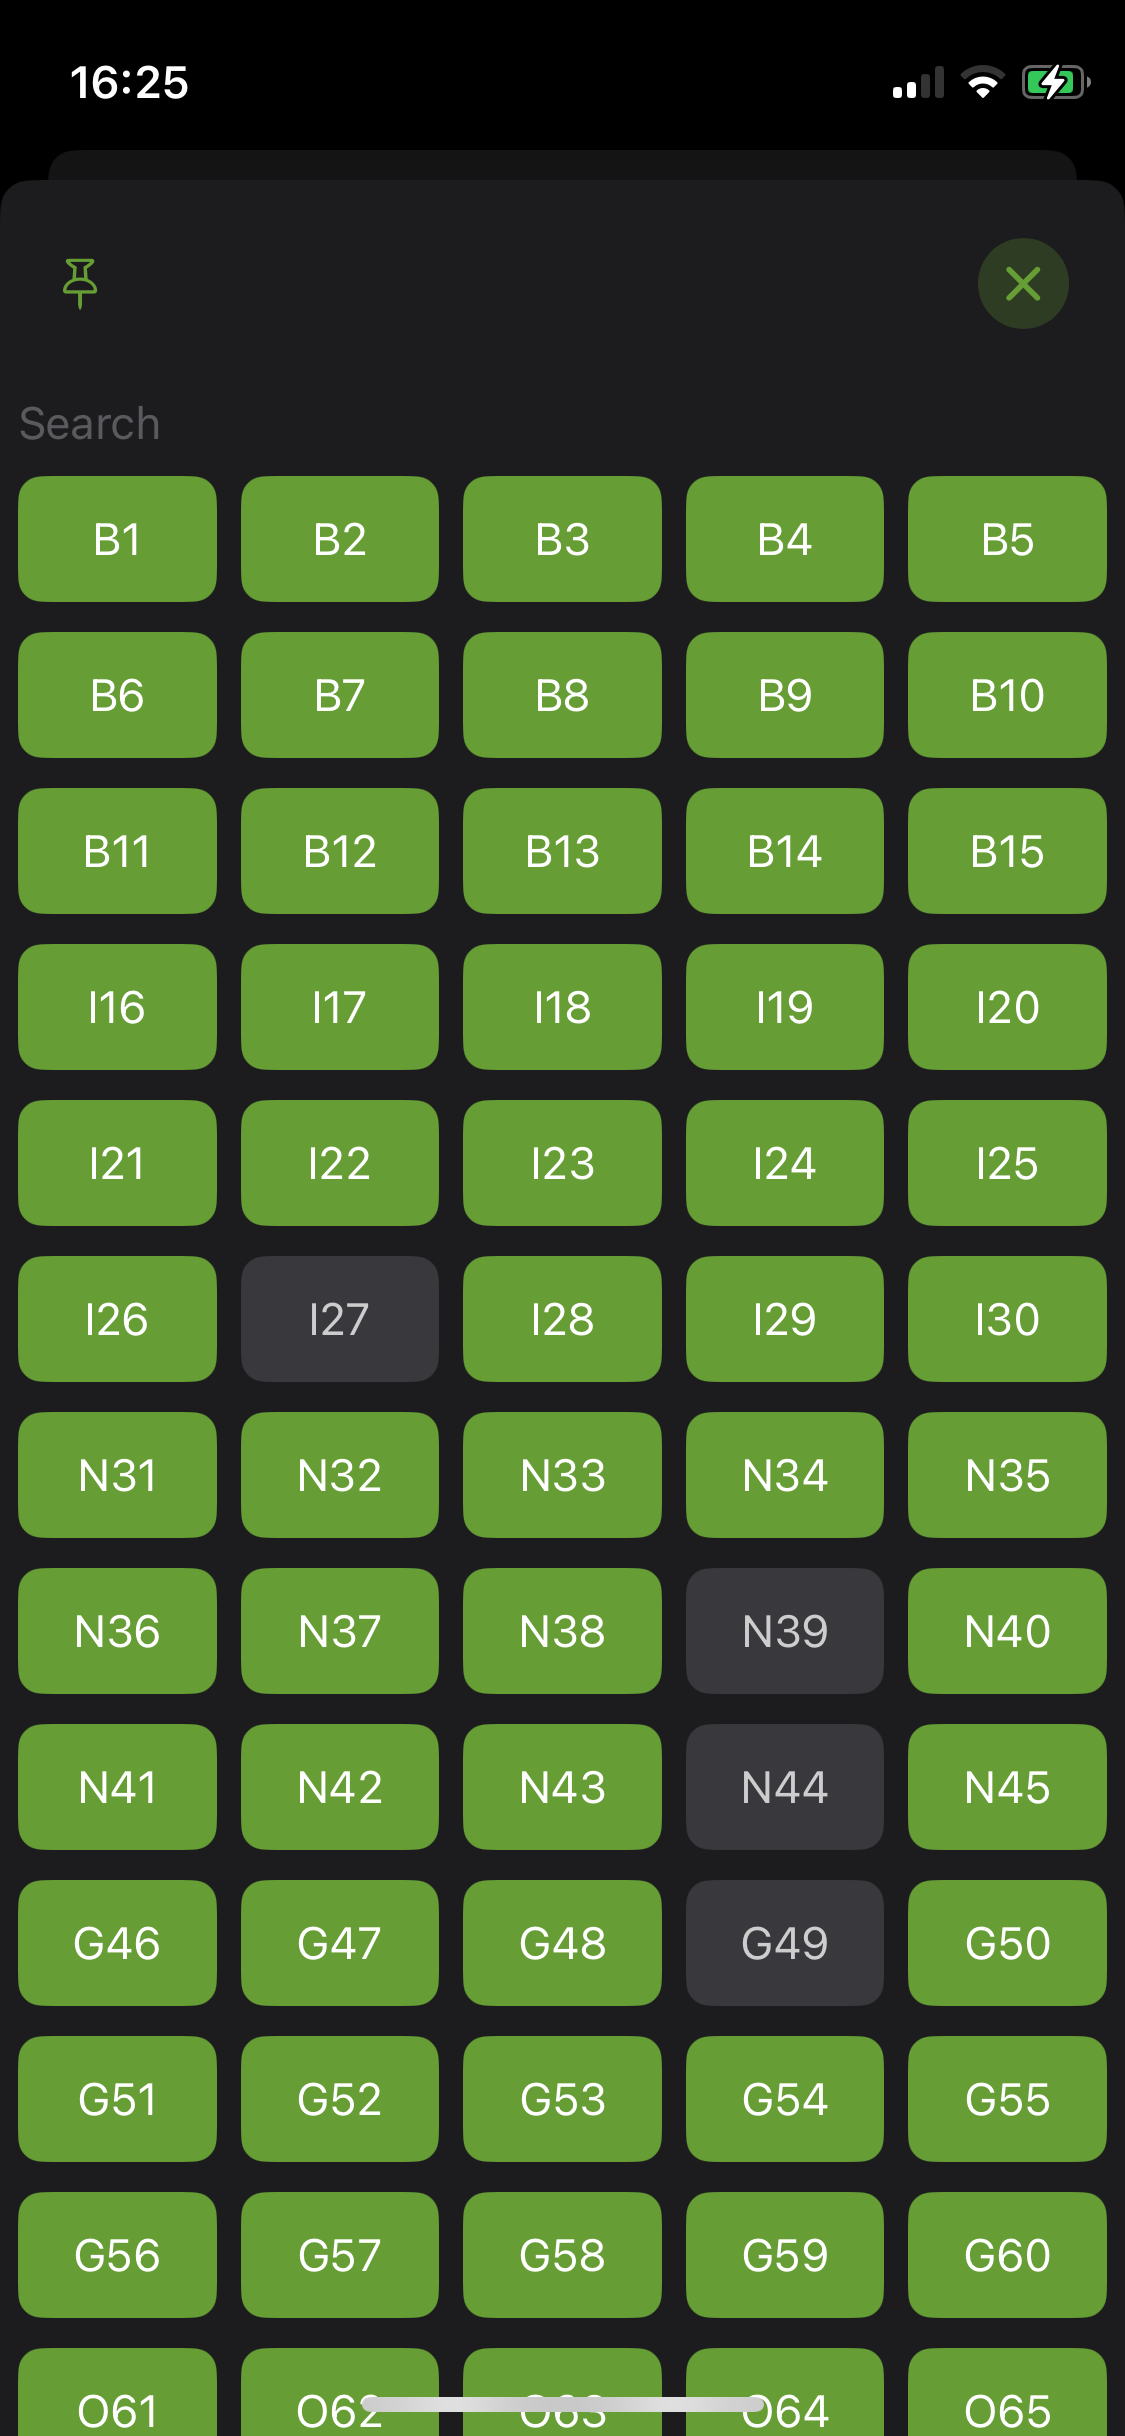 16:25
Search
B1 B2 B3 B4 B5
B6 B7 B8 B9 B10
B11 B12 B13 B14 B15
I16 I17 I18 I19 I20
I21 I22 I23 I24 I25
I26 I27 I28 I29 I30
N31 N32 N33 N34 N35
N36 N37 N38 N39 N40
N41 N42 N43 N44 N45
G46 G47 G48 G49 G50
G51 G52 G53 G54 G55
G56 G57 G58 G59 G60
O61 O62 O63 O64 O65